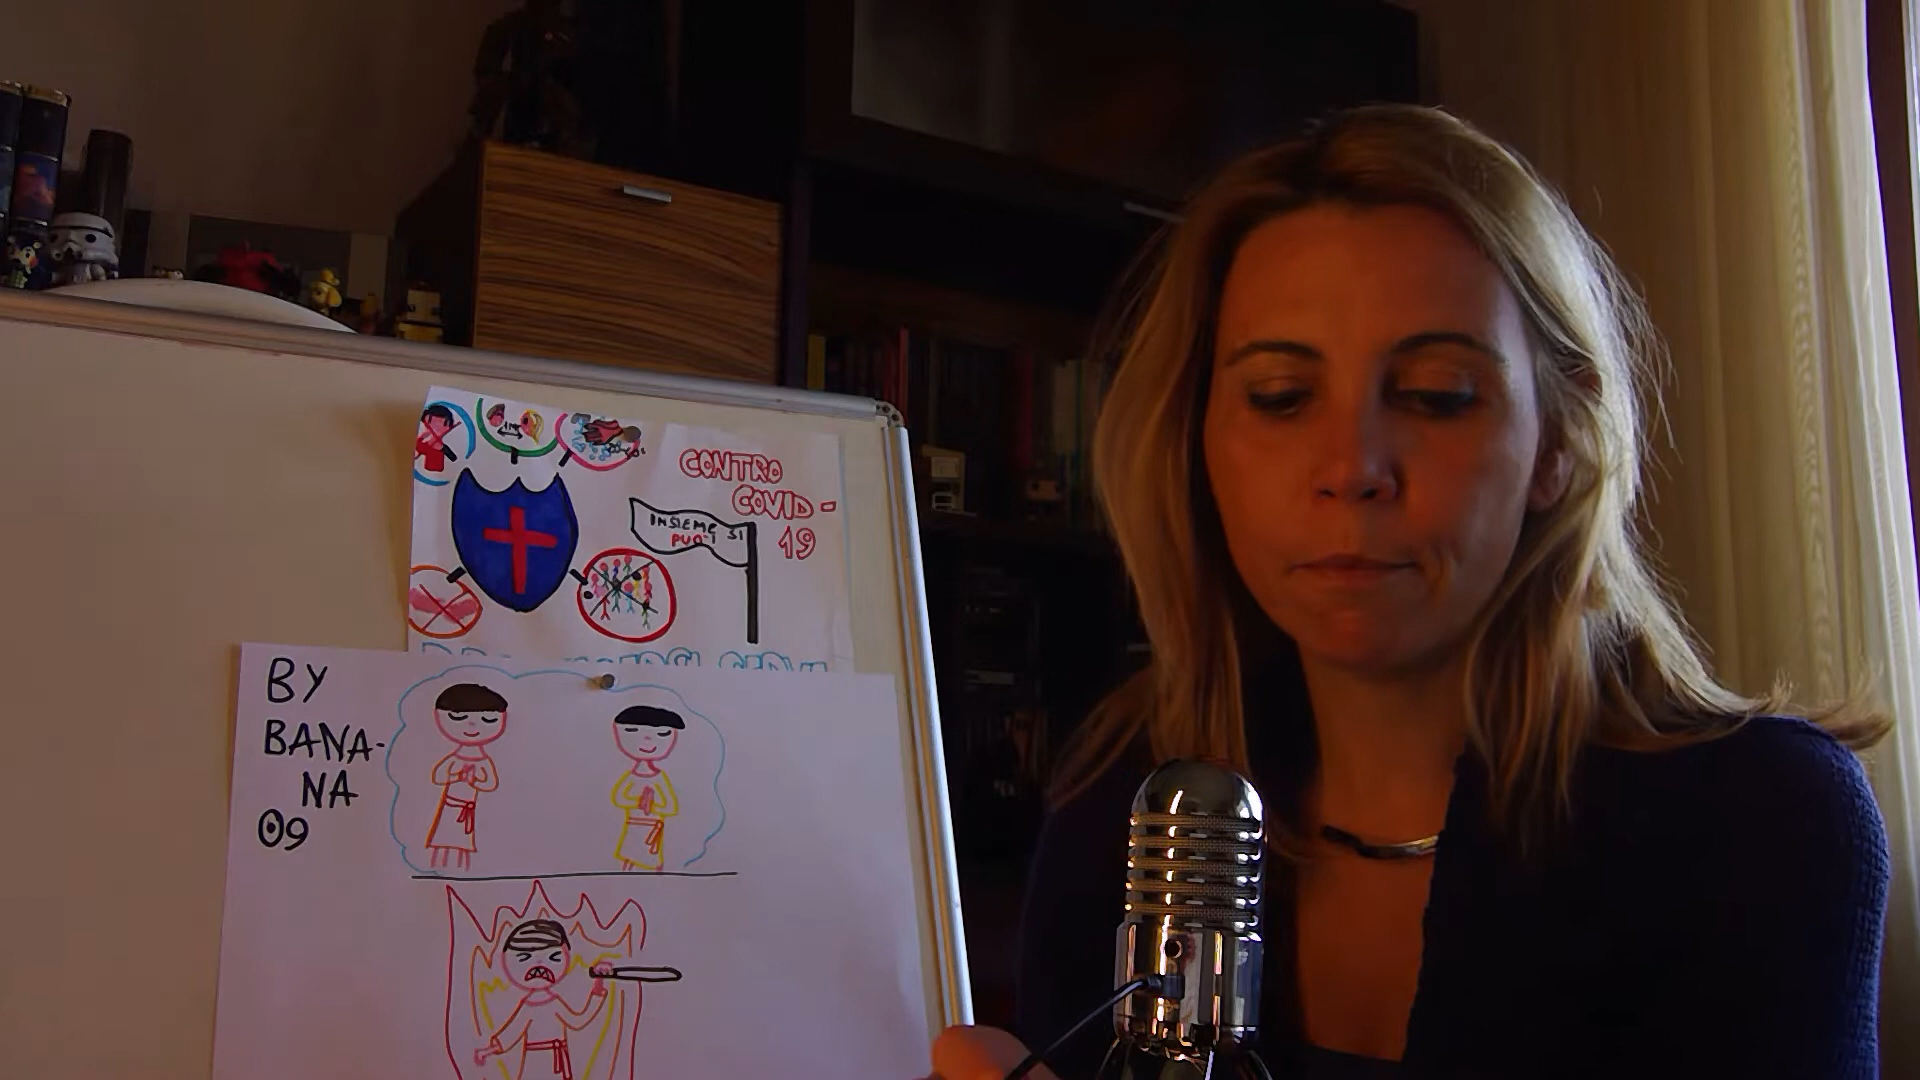 CONTRO
COVID-
19
INSIEME SI
PUO'!
BY
BANA-
NA
09